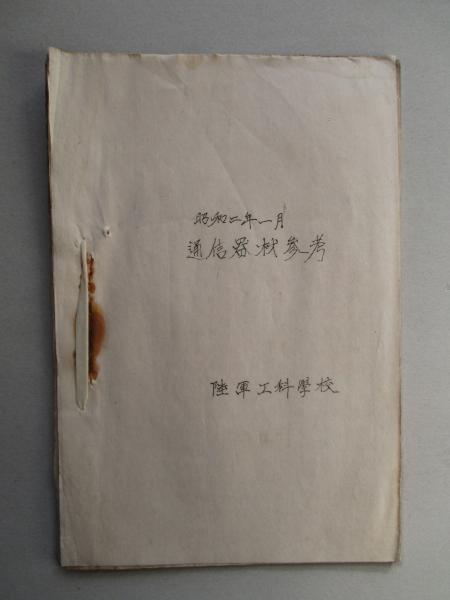 昭和二年一月
通信器材参考
陸軍工科學校